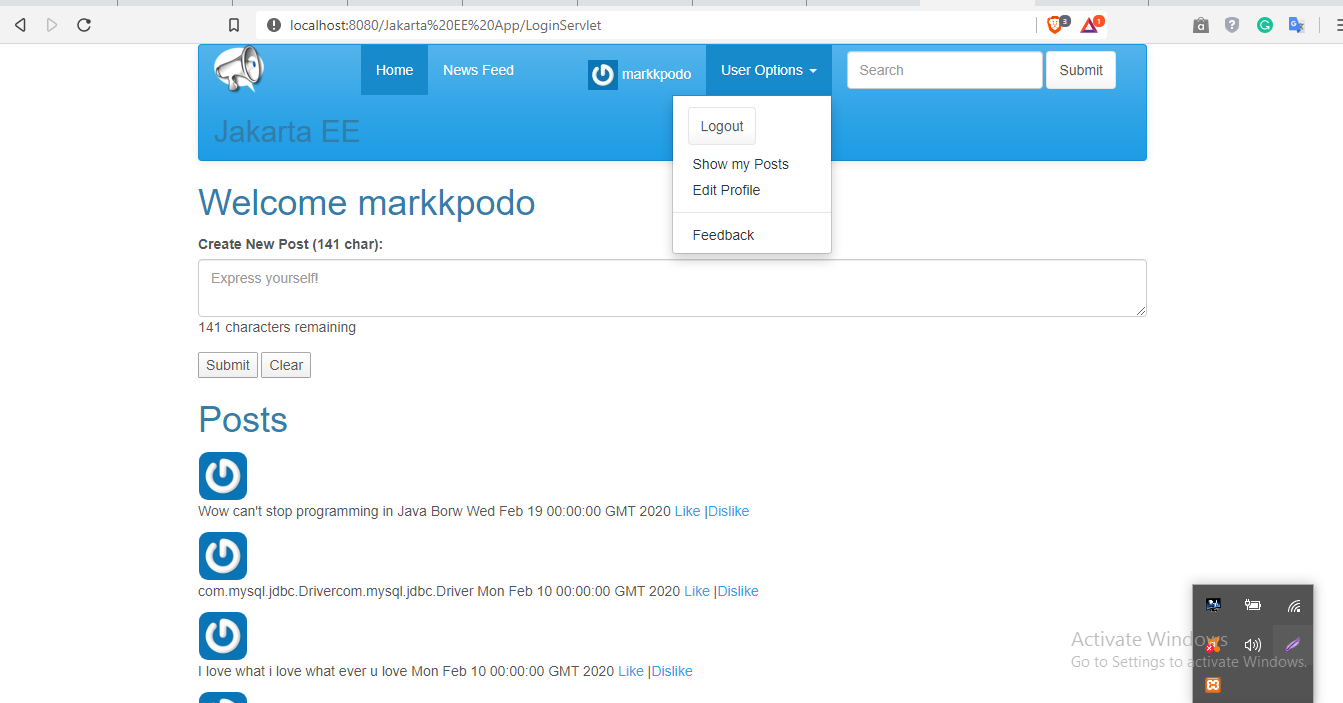 localhost:8080/Jakarta%20EE%20App/LoginServlet
3
1
Home
News Feed
markkpodo
User Options
Search
Submit
Jakarta EE
Logout
Show my Posts
Edit Profile
Feedback
Welcome markkpodo
Create New Post (141 char):
Express yourself!
141 characters remaining
Submit
Clear
Posts
Wow can't stop programming in Java Borw Wed Feb 19 00:00:00 GMT 2020 Like |Dislike
com.mysql.jdbc.Drivercom.mysql.jdbc.Driver Mon Feb 10 00:00:00 GMT 2020 Like |Dislike
I love what i love what ever u love Mon Feb 10 00:00:00 GMT 2020 Like |Dislike
Activate Windows
Go to Settings to activate Windows.